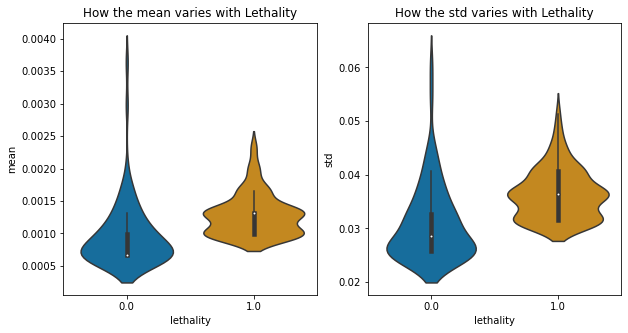 How the mean varies with Lethality
mean
0.0040
0.0035
0.0030
0.0025
0.0020
0.0015
0.0010
0.0005
0.0
1.0
lethality
How the std varies with Lethality
std
0.06
0.05
0.04
0.03
0.02
0.0
1.0
lethality